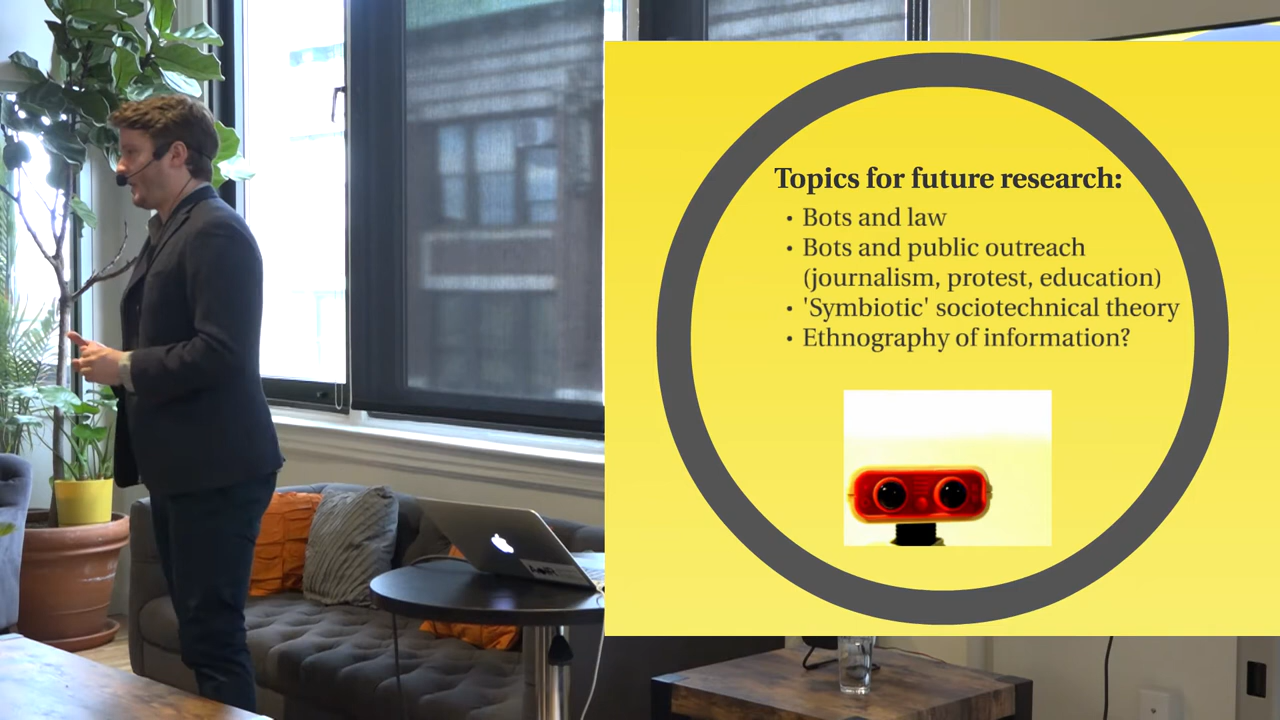 Topics for future research:
• Bots and law
• Bots and public outreach
(journalism, protest, education)
• 'Symbiotic' sociotechnical theory
• Ethnography of information?